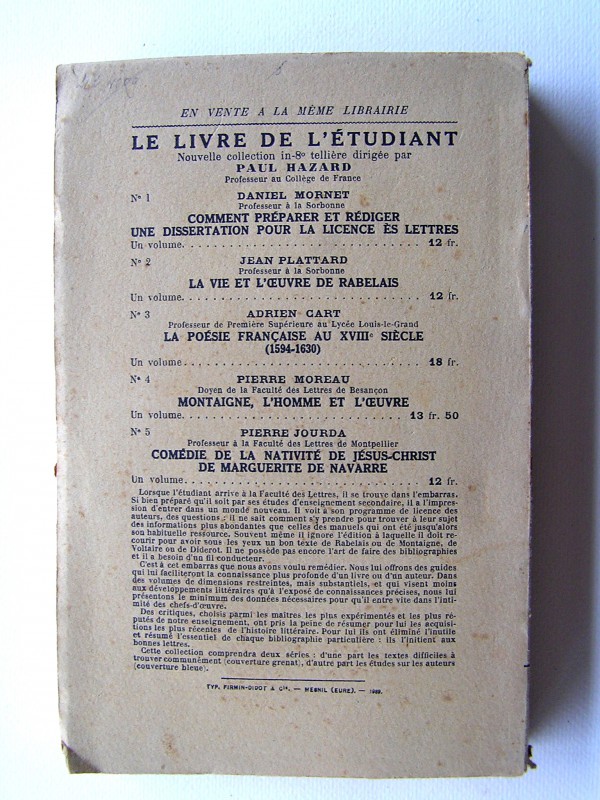 EN VENTE A LA MÊME LIBRAIRIE
LE LIVRE DE L'ÉTUDIANT
Nouvelle collection in-8º tellière dirigée par
PAUL HAZARD
Professeur au Collège de France
Nº 1 DANIEL MORNET
Professeur à la Sorbonne
COMMENT PRÉPARER ET RÉDIGER
UNE DISSERTATION POUR LA LICENCE ÈS LETTRES
Un volume. . . . . . . . . . . . . . . . . . . . . . . . . . 12 fr.
Nº 2 JEAN PLATTARD
Professeur à la Sorbonne
LA VIE ET L'ŒUVRE DE RABELAIS
Un volume. . . . . . . . . . . . . . . . . . . . . . . . . . 12 fr.
Nº 3 ADRIEN CART
Professeur de Première Supérieure au Lycée Louis-le-Grand
LA POÉSIE FRANÇAISE AU XVIIIᵉ SIÈCLE
(1594-1630)
Un volume. . . . . . . . . . . . . . . . . . . . . . . . . . 18 fr.
Nº 4 PIERRE MOREAU
Doyen de la Faculté des Lettres de Besançon
MONTAIGNE, L'HOMME ET L'ŒUVRE
Un volume. . . . . . . . . . . . . . . . . . . . . . . . 13 fr. 50
Nº 5 PIERRE JOURDA
Professeur à la Faculté des Lettres de Montpellier
COMÉDIE DE LA NATIVITÉ DE JÉSUS-CHRIST
DE MARGUERITE DE NAVARRE
Un volume. . . . . . . . . . . . . . . . . . . . . . . . . . 12 fr.
Lorsque l'étudiant arrive à la Faculté des Lettres, il se trouve dans l'embarras.
Si bien préparé qu'il soit par ses études d'enseignement secondaire, il a l'impres-
sion d'entrer dans un monde nouveau. Il voit à son programme de licence des
auteurs, des questions : il ne sait comment s'y prendre pour trouver à leur sujet
des informations plus abondantes que celles des manuels qui ont été jusqu'alors
son habituelle ressource. Souvent même il ignore l'édition à laquelle il doit re-
courir pour avoir sous les yeux un bon texte de Rabelais ou de Montaigne, de
Voltaire ou de Diderot. Il ne possède pas encore l'art de faire des bibliographies
et il a besoin d'un fil conducteur.
C'est à cet embarras que nous avons voulu remédier. Nous lui offrons des guides
qui lui faciliteront la connaissance plus profonde d'un livre ou d'un auteur. Dans
des volumes de dimensions restreintes, mais substantiels, et qui visent moins
aux développements littéraires qu'à l'exposé de connaissances précises, nous lui
présentons le minimum des données nécessaires pour qu'il entre vite dans l'inti-
mité des chefs-d'œuvre.
Des critiques, choisis parmi les maîtres les plus expérimentés et les plus ré-
putés de notre enseignement, ont pris la peine de résumer pour lui les acquisi-
tions les plus récentes de l'histoire littéraire. Pour lui ils ont éliminé l'inutile
et résumé l'essentiel de chaque bibliographie particulière : ils l'initient aux
bonnes lettres.
Cette collection comprendra deux séries : d'une part les textes difficiles à
trouver communément (couverture grenat), d'autre part les études sur les auteurs
(couverture bleue).
TYP. FIRMIN-DIDOT & Cⁱᵉ. — MESNIL (EURE). — 1939.